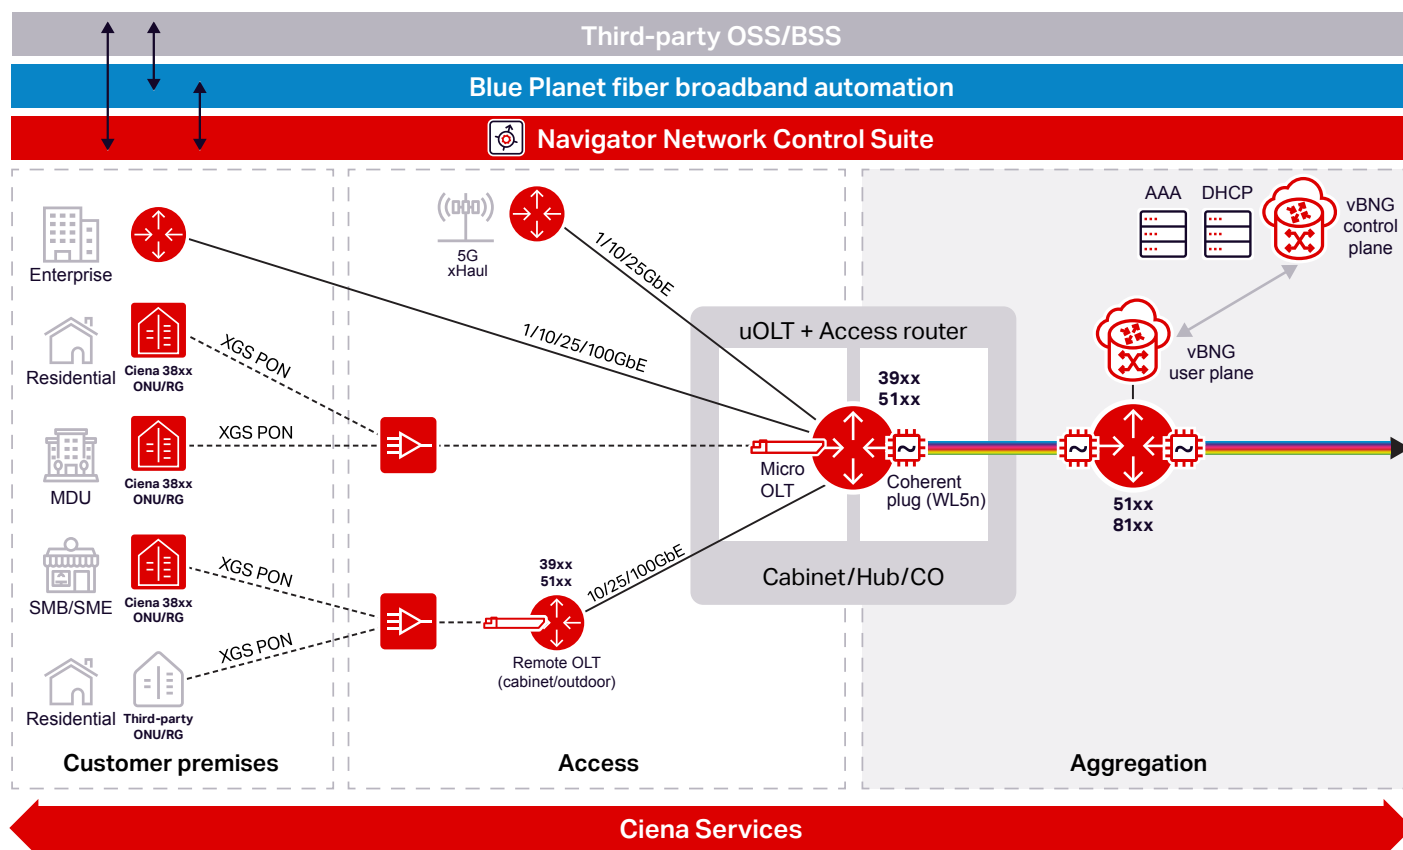 Third-party OSS/BSS
Blue Planet fiber broadband automation
Navigator Network Control Suite
Enterprise
Residential
Ciena 38xx
ONU/RG
XGS PON
MDU
Ciena 38xx
ONU/RG
XGS PON
SMB/SME
Ciena 38xx
ONU/RG
XGS PON
Residential
Third-party
ONU/RG
XGS PON
Customer premises
5G
xHaul
1/10/25GbE
1/10/25/100GbE
39xx
51xx
Remote OLT
(cabinet/outdoor)
10/25/100GbE
uOLT + Access router
39xx
51xx
Micro
OLT
Coherent
plug (WL5n)
Cabinet/Hub/CO
Access
AAA
DHCP
vBNG
control
plane
vBNG
user plane
51xx
81xx
Aggregation
Ciena Services